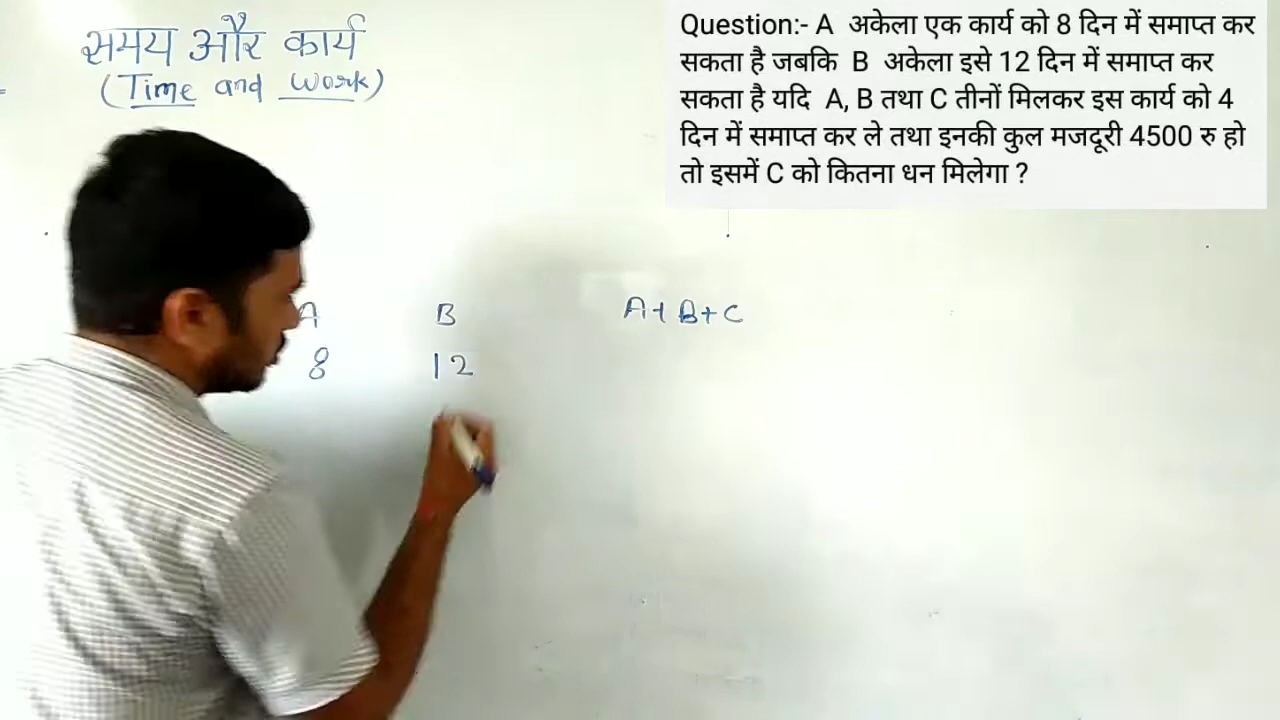 समय और कार्य
(Time and work)
Question:- A अकेला एक कार्य को 8 दिन में समाप्त कर
सकता है जबकि B अकेला इसे 12 दिन में समाप्त कर
सकता है यदि A, B तथा C तीनों मिलकर इस कार्य को 4
दिन में समाप्त कर ले तथा इनकी कुल मजदूरी 4500 रु हो
तो इसमें C को कितना धन मिलेगा ?
A B A+ B+ C
8 12